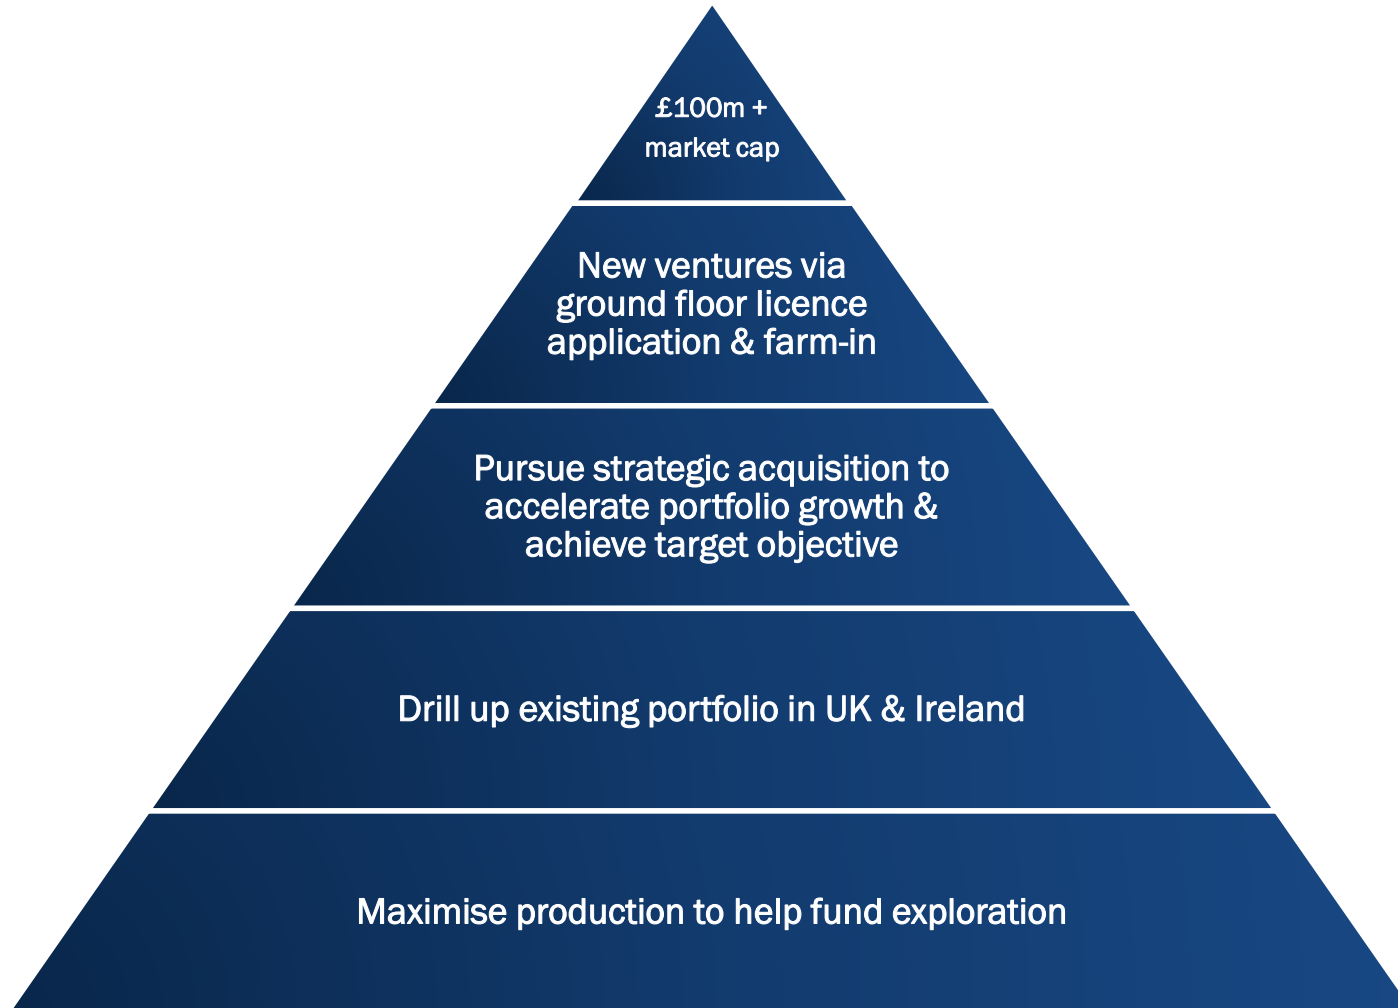 £100m +
market cap
New ventures via
ground floor licence
application & farm-in
Pursue strategic acquisition to
accelerate portfolio growth &
achieve target objective
Drill up existing portfolio in UK & Ireland
Maximise production to help fund exploration